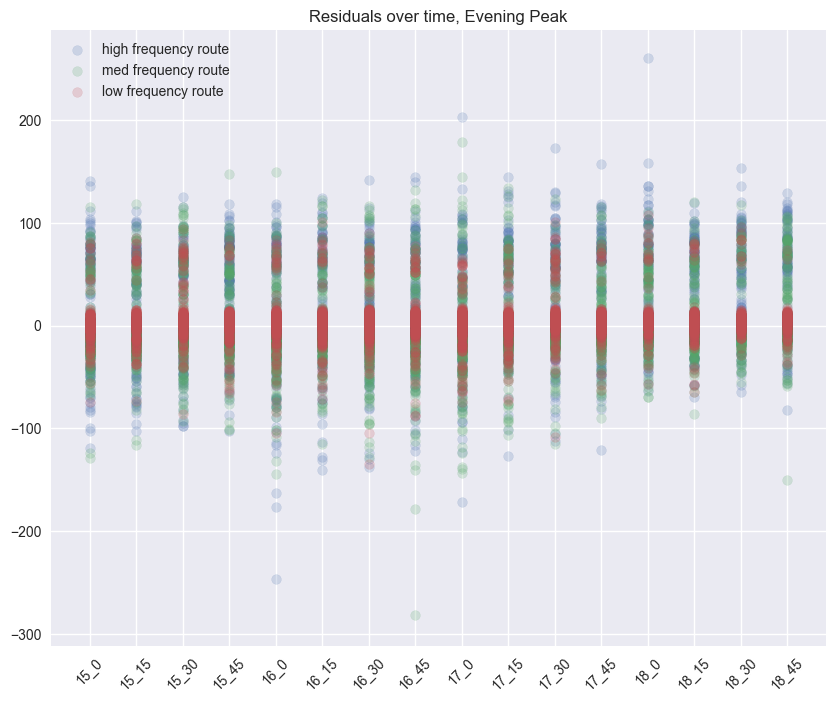 Residuals over time, Evening Peak
high frequency route
med frequency route
low frequency route
200
100
0
−100
−200
−300
15_0 15_15 15_30 15_45 16_0 16_15 16_30 16_45 17_0 17_15 17_30 17_45 18_0 18_15 18_30 18_45